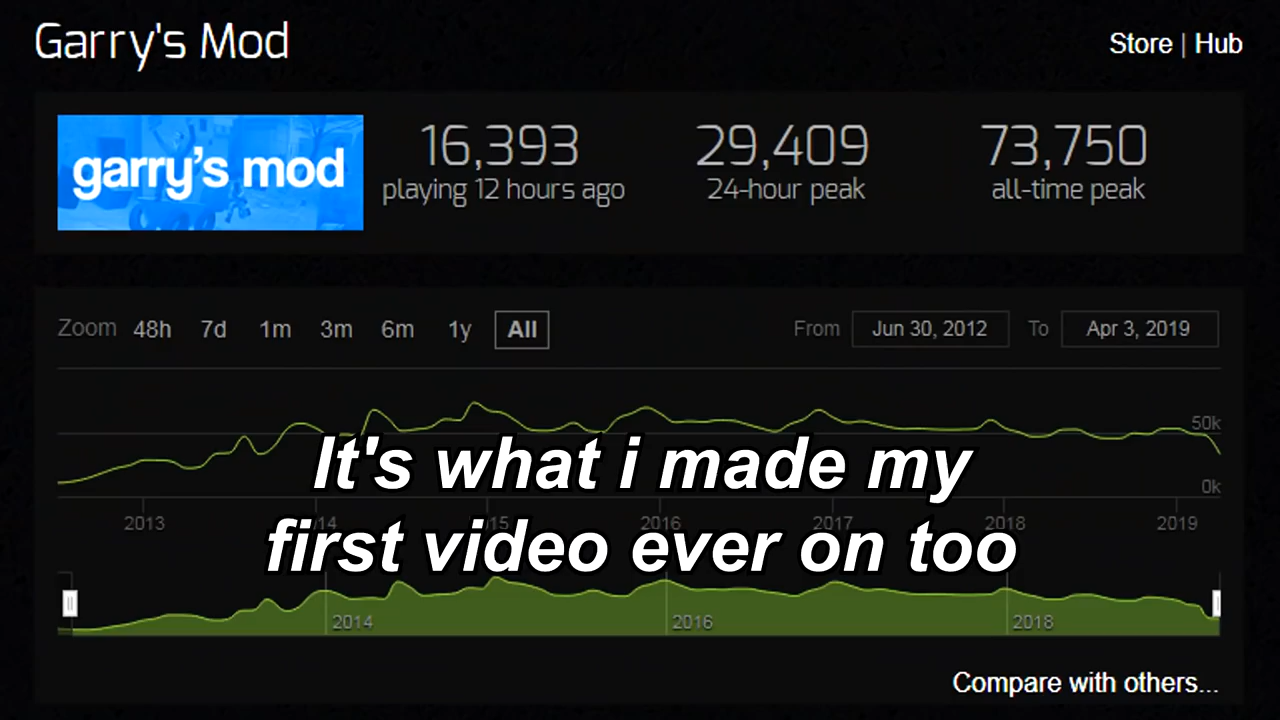 Garry's Mod
Store | Hub
garry's mod
16,393
playing 12 hours ago
29,409
24-hour peak
73,750
all-time peak
Zoom 48h 7d 1m 3m 6m 1y All
From Jun 30, 2012 To Apr 3, 2019
50k
It's what i made my
0k
2013 14 15 2016 2017 2018 2019
first video ever on too
2014 2016 2018
Compare with others...